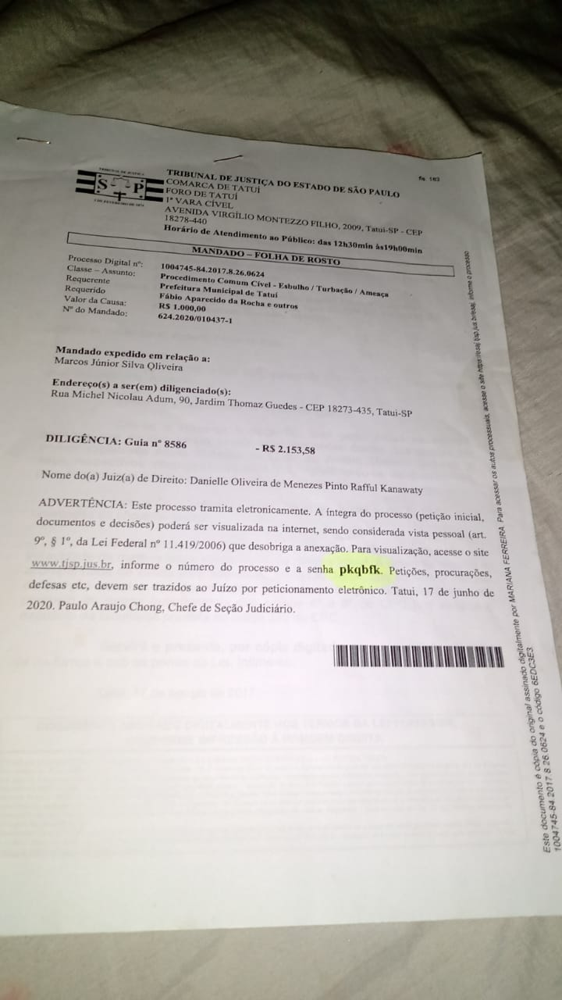 fls. 163
TRIBUNAL DE JUSTIÇA
S P
3 DE FEVEREIRO DE 1874
TRIBUNAL DE JUSTIÇA DO ESTADO DE SÃO PAULO
COMARCA DE TATUÍ
FORO DE TATUÍ
1ª VARA CÍVEL
AVENIDA VIRGÍLIO MONTEZZO FILHO, 2009, Tatui-SP - CEP
18278-440
Horário de Atendimento ao Público: das 12h30min às19h00min
MANDADO – FOLHA DE ROSTO
Processo Digital nº: 1004745-84.2017.8.26.0624
Classe – Assunto: Procedimento Comum Cível - Esbulho / Turbação / Ameaça
Requerente Prefeitura Municipal de Tatuí
Requerido Fábio Aparecido da Rocha e outros
Valor da Causa: R$ 1.000,00
Nº do Mandado: 624.2020/010437-1
Mandado expedido em relação a:
Marcos Júnior Silva Oliveira
Endereço(s) a ser(em) diligenciado(s):
Rua Michel Nicolau Adum, 90, Jardim Thomaz Guedes - CEP 18273-435, Tatui-SP
DILIGÊNCIA: Guia nº 8586 - R$ 2.153,58
Nome do(a) Juiz(a) de Direito: Danielle Oliveira de Menezes Pinto Rafful Kanawaty
ADVERTÊNCIA: Este processo tramita eletronicamente. A íntegra do processo (petição inicial,
documentos e decisões) poderá ser visualizada na internet, sendo considerada vista pessoal (art.
9º, § 1º, da Lei Federal nº 11.419/2006) que desobriga a anexação. Para visualização, acesse o site
www.tjsp.jus.br, informe o número do processo e a senha pkqbfk. Petições, procurações,
defesas etc, devem ser trazidos ao Juízo por peticionamento eletrônico. Tatui, 17 de junho de
2020. Paulo Araujo Chong, Chefe de Seção Judiciário.
Este documento é cópia do original assinado digitalmente por MARIANA FERREIRA. Para acessar os autos processuais, acesse o site https://esaj.tjsp.jus.br/esaj, informe o processo
1004745-84.2017.8.26.0624 e o código 6EDC3E3.